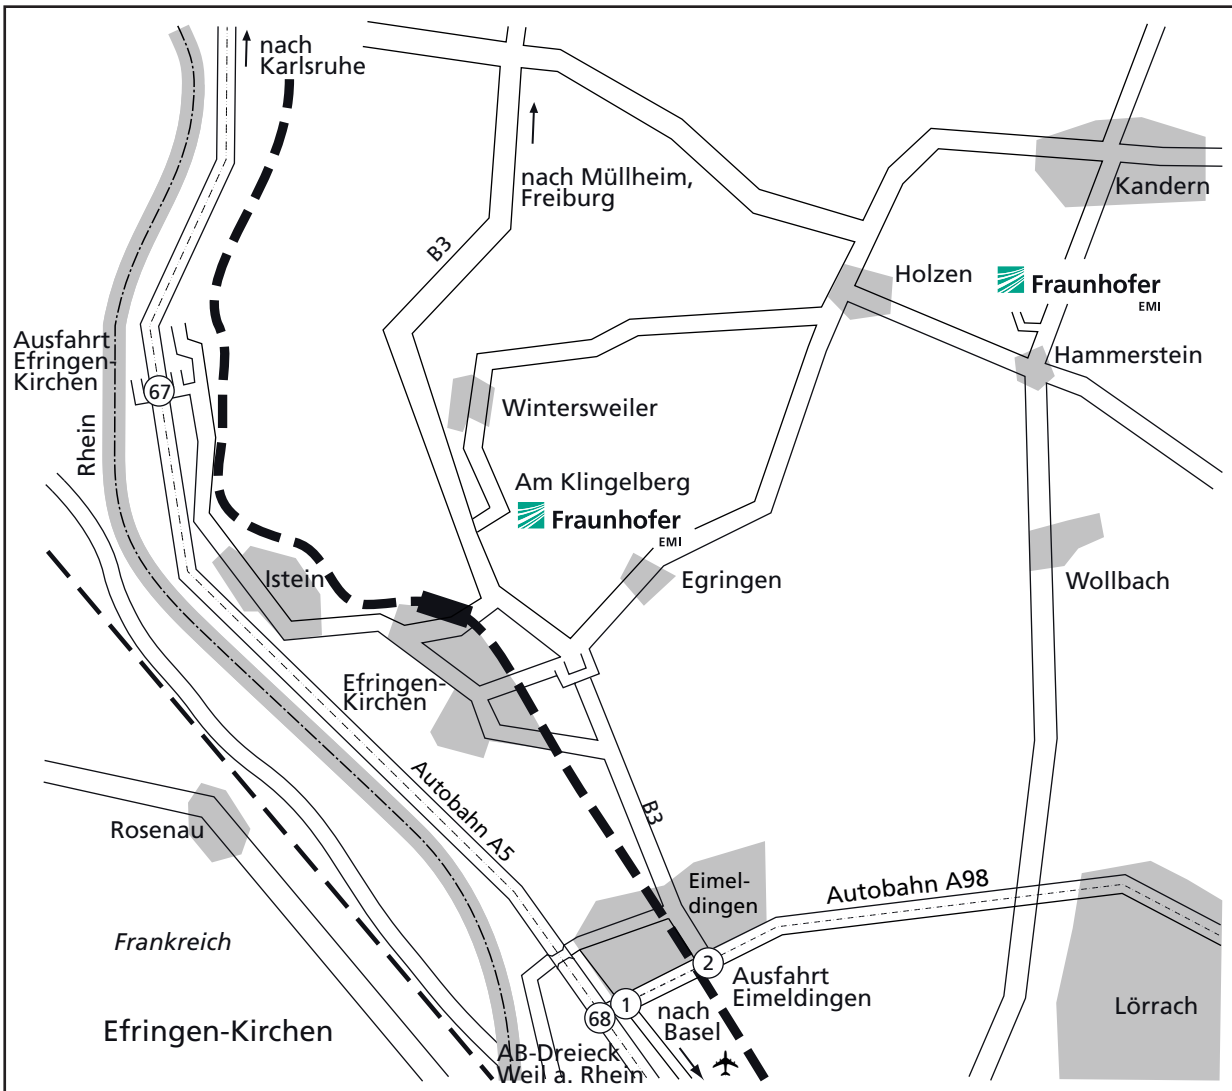 nach
Karlsruhe
nach Müllheim,
Freiburg
B3
Kandern
Holzen
Fraunhofer
EMI
Hammerstein
Ausfahrt
Efringen-
Kirchen
67
Rhein
Wintersweiler
Am Klingelberg
Fraunhofer
EMI
Istein
Egringen
Wollbach
Efringen-
Kirchen
Autobahn A5
B3
Rosenau
Eimel-
dingen
Autobahn A98
Frankreich
2
Ausfahrt
Eimeldingen
1
68
nach
Basel
Lörrach
Efringen-Kirchen
AB-Dreieck
Weil a. Rhein